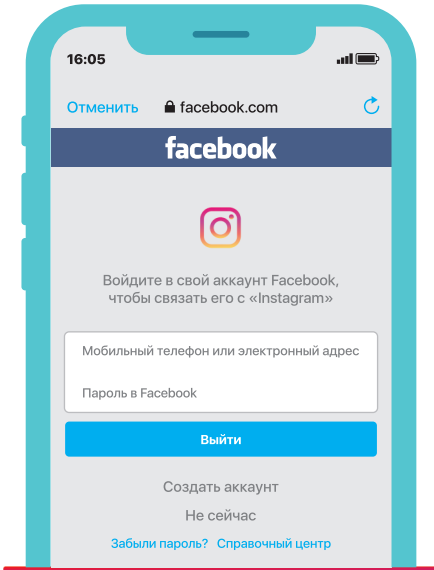 16:05
Отменить facebook.com
facebook
Войдите в свой аккаунт Facebook,
чтобы связать его с «Instagram»
Мобильный телефон или электронный адрес
Пароль в Facebook
Выйти
Создать аккаунт
Не сейчас
Забыли пароль? Справочный центр